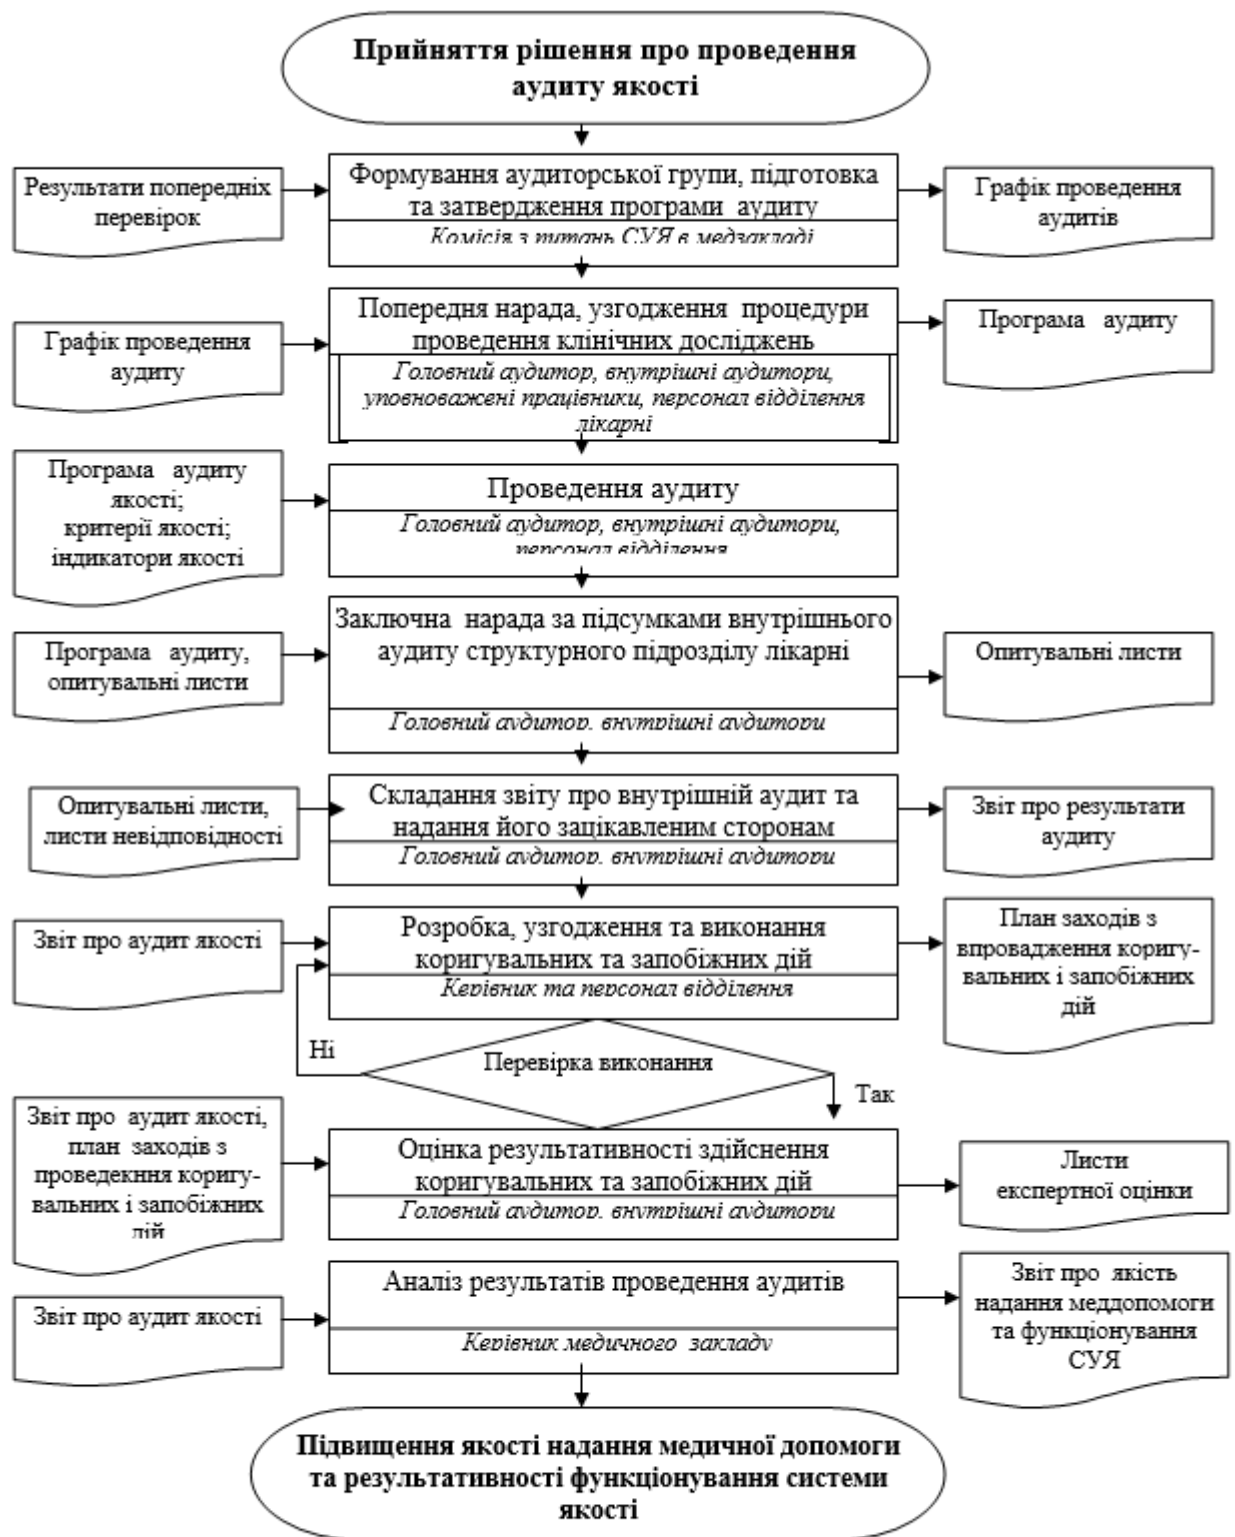 Прийняття рішення про проведення
аудиту якості
Результати попередніх
перевірок
Формування аудиторської групи, підготовка
та затвердження програми аудиту
Комісія з питань СУЯ в медзакладі
Графік проведення
аудитів
Графік проведення
аудиту
Попередня нарада, узгодження процедури
проведення клінічних досліджень
Головний аудитор, внутрішні аудитори,
уповноважені працівники, персонал відділення
лікарні
Програма аудиту
Програма аудиту
якості;
критерії якості;
індикатори якості
Проведення аудиту
Головний аудитор, внутрішні аудитори,
персонал відділення
Програма аудиту,
опитувальні листи
Заключна нарада за підсумками внутрішнього
аудиту структурного підрозділу лікарні
Головний аудитор, внутрішні аудитори
Опитувальні листи
Опитувальні листи,
листи невідповідності
Складання звіту про внутрішній аудит та
надання його зацікавленим сторонам
Головний аудитор, внутрішні аудитори
Звіт про результати
аудиту
Звіт про аудит якості
Розробка, узгодження та виконання
коригувальних та запобіжних дій
Керівник та персонал відділення
План заходів з
впровадження коригу-
вальних і запобіжних
дій
Ні
Перевірка виконання
Так
Звіт про аудит якості,
план заходів з
проведекння коригу-
вальних і запобіжних
дій
Оцінка результативності здійснення
коригувальних та запобіжних дій
Головний аудитор, внутрішні аудитори
Листи
експертної оцінки
Звіт про аудит якості
Аналіз результатів проведення аудитів
Керівник медичного закладу
Звіт про якість
надання меддопомоги
та функціонування
СУЯ
Підвищення якості надання медичної допомоги
та результативності функціонування системи
якості